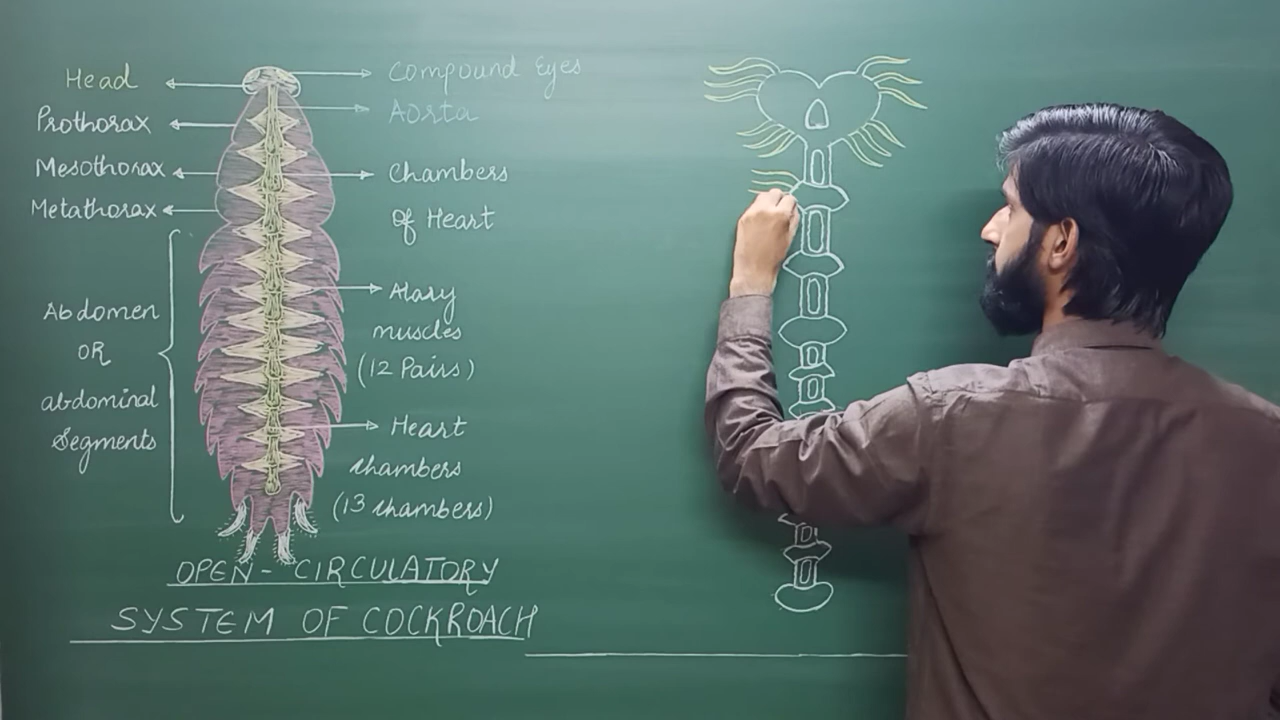 Head
Prothorax
Mesothorax
Metathorax
Abdomen
OR
abdominal
Segments
Compound Eyes
Aorta
Chambers
of Heart
Alary
muscles
(12 Pairs)
Heart
chambers
(13 chambers)
OPEN-CIRCULATORY
SYSTEM OF COCKROACH